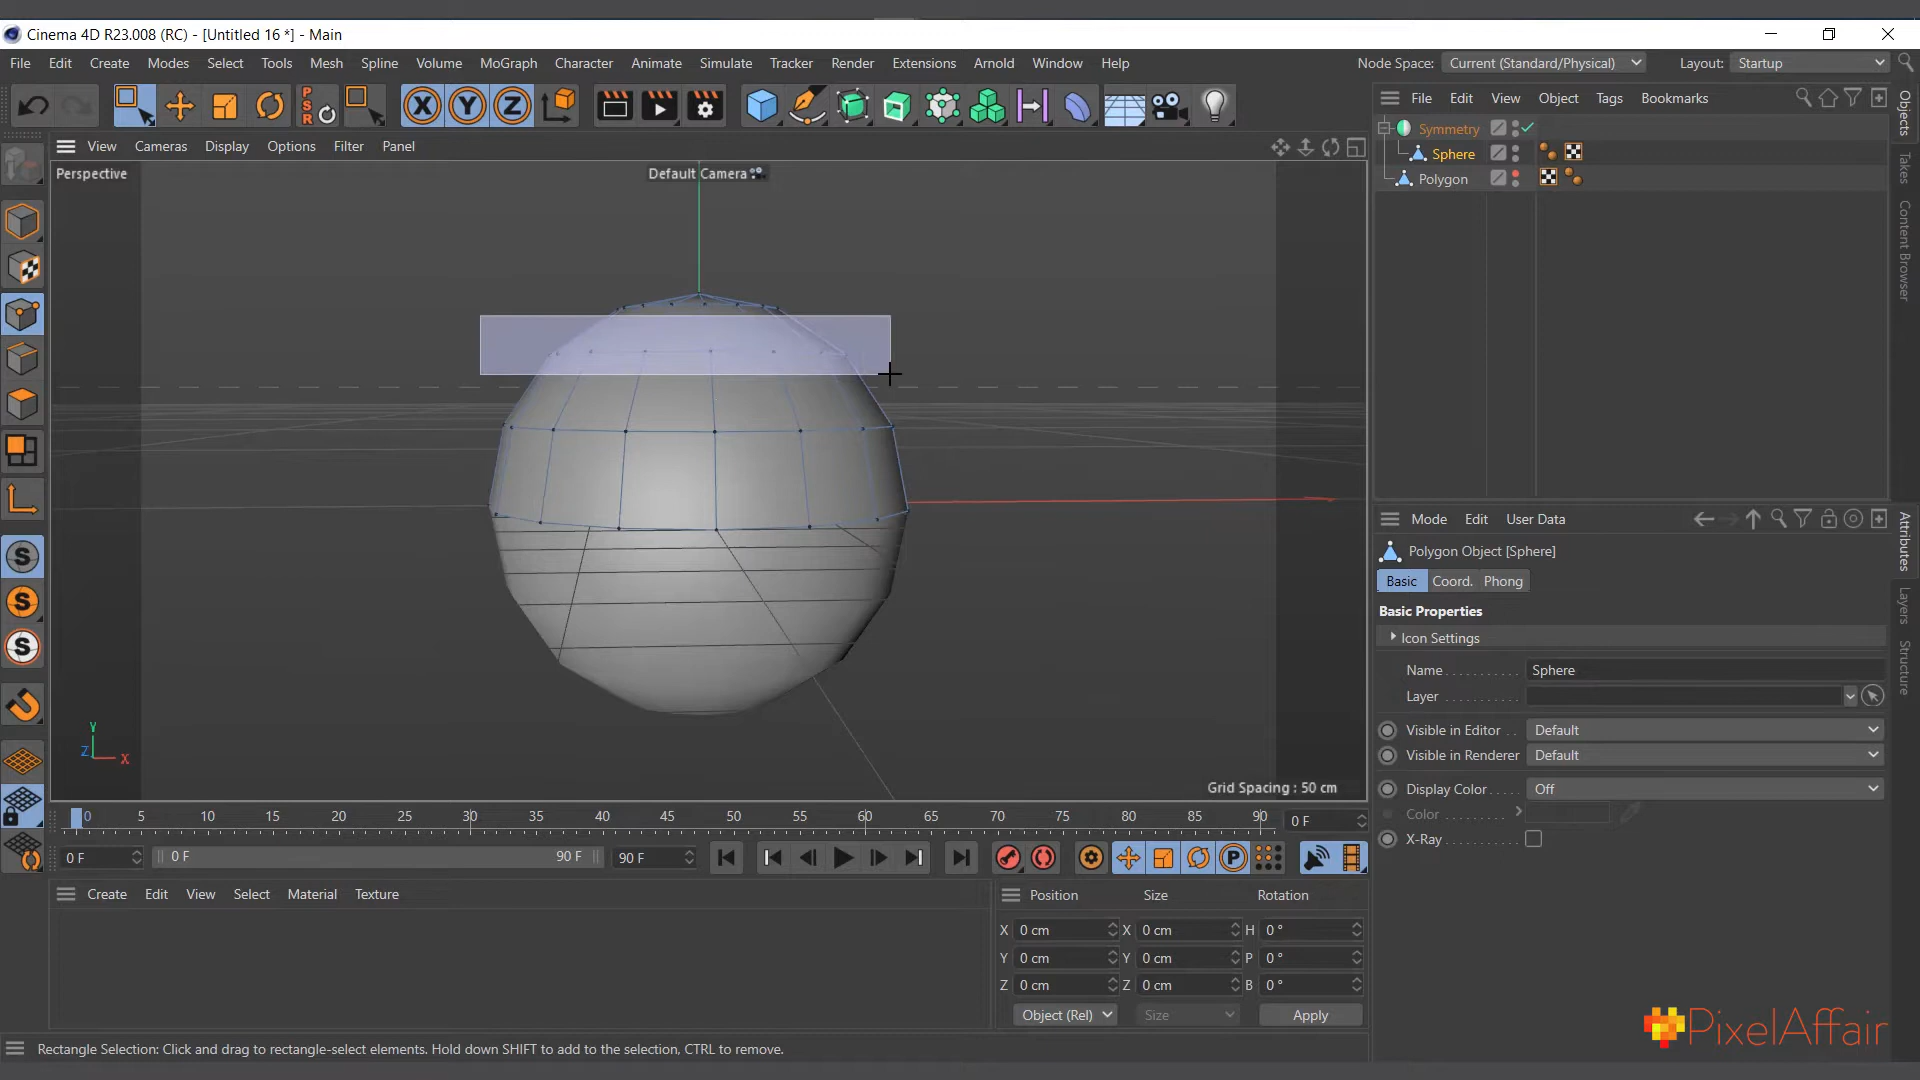 Cinema 4D R23.008 (RC) - [Untitled 16 *] - Main
File Edit Create Modes Select Tools Mesh Spline Volume MoGraph Character Animate Simulate Tracker Render Extensions Arnold Window Help
Node Space: Current (Standard/Physical) Layout: Startup
PSR X Y Z
View Cameras Display Options Filter Panel
Perspective
Default Camera
Y
Z X
Grid Spacing : 50 cm
S
S
S
File Edit View Object Tags Bookmarks
Symmetry
Sphere
Polygon
Objects
Takes
Content Browser
Mode Edit User Data
Polygon Object [Sphere]
Basic Coord. Phong
Basic Properties
Icon Settings
Name . . . . . . . . . . . Sphere
Layer . . . . . . . . . . .
Visible in Editor . . Default
Visible in Renderer Default
Display Color . . . . . Off
Color . . . . . . . . .
X-Ray . . . . . . . . . . .
Attributes
Layers
Structure
0 5 10 15 20 25 30 35 40 45 50 55 60 65 70 75 80 85 90 0 F
0 F 0 F 90 F 90 F P
Create Edit View Select Material Texture
Position Size Rotation
X 0 cm X 0 cm H 0 °
Y 0 cm Y 0 cm P 0 °
Z 0 cm Z 0 cm B 0 °
Object (Rel) Size Apply
Rectangle Selection: Click and drag to rectangle-select elements. Hold down SHIFT to add to the selection, CTRL to remove.
PixelAffair